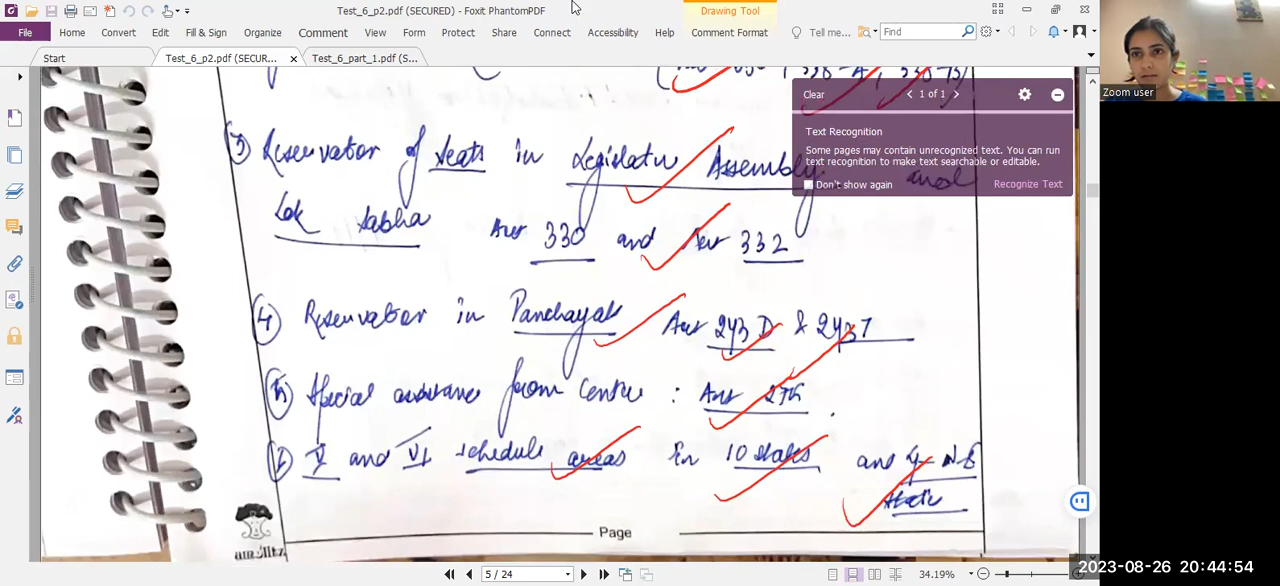 Test_6_p2.pdf (SECURED) - Foxit PhantomPDF
Drawing Tool
File Home Convert Edit Fill & Sign Organize Comment View Form Protect Share Connect Accessibility Help Comment Format Tell me... Find
Start Test_6_p2.pdf (SECUR... Test_6_part_1.pdf (S...
Zoom user
Clear 1 of 1
Text Recognition
Some pages may contain unrecognized text. You can run
text recognition to make text searchable or editable.
Don't show again Recognize Text
Reservation of seats in Legislative Assembly and
Lok Sabha Art 330 and Art 332
(4) Reservation in Panchayats Art 243 D & 243T
Special assistance from Centre : Art 275
V and VI schedule areas in 10 states and 4 NE
state
Page
5 / 24
34.19%
2023-08-26 20:44:54